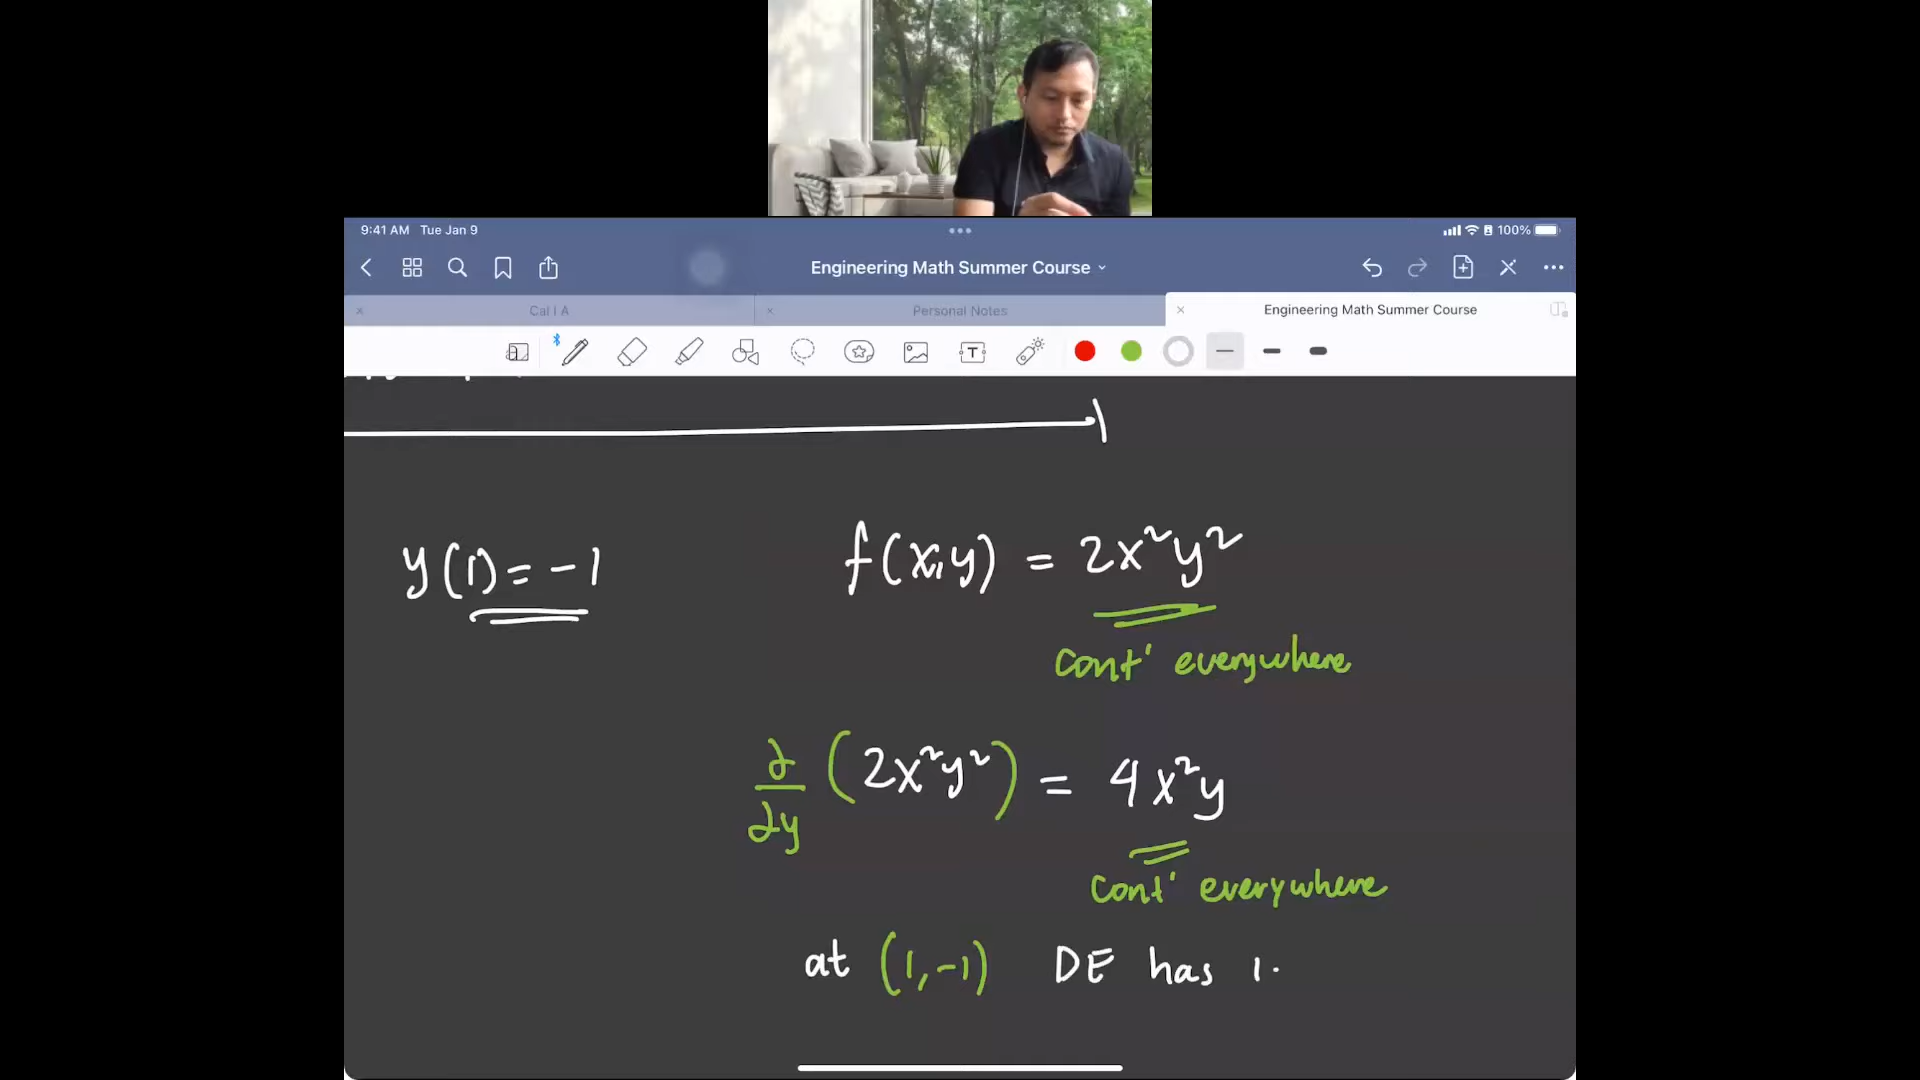 9:41 AM Tue Jan 9
100%
Engineering Math Summer Course
Cal I A
Personal Notes
Engineering Math Summer Course
T
y(1) = -1
f(x,y) = 2x²y²
cont' everywhere
∂/∂y (2x²y²) = 4x²y
cont' everywhere
at (1,-1) DE has 1.